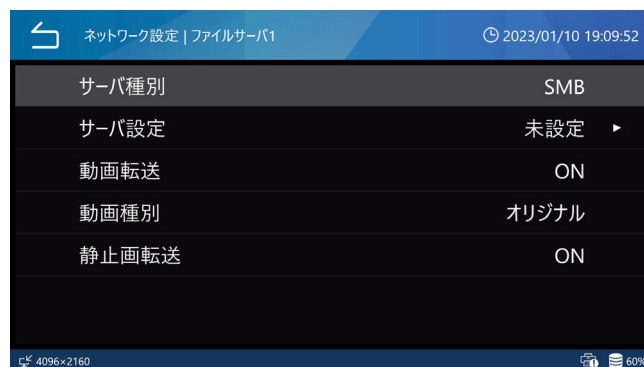 ネットワーク設定 | ファイルサーバ1
2023/01/10 19:09:52
サーバ種別 SMB
サーバ設定 未設定 ►
動画転送 ON
動画種別 オリジナル
静止画転送 ON
4096×2160
60%